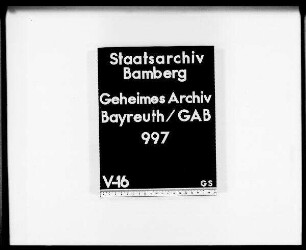 Staatsarchiv
Bamberg
Geheimes Archiv
Bayreuth/GAB
997
V-16 GS